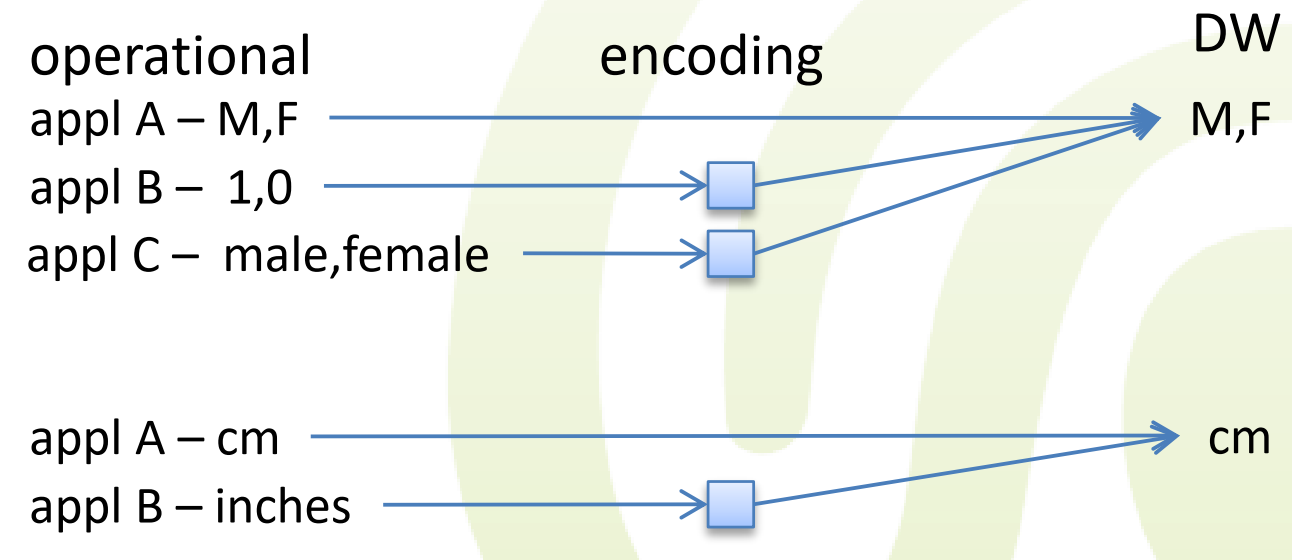 operational encoding DW
appl A – M,F M,F
appl B – 1,0
appl C – male,female
appl A – cm cm
appl B – inches